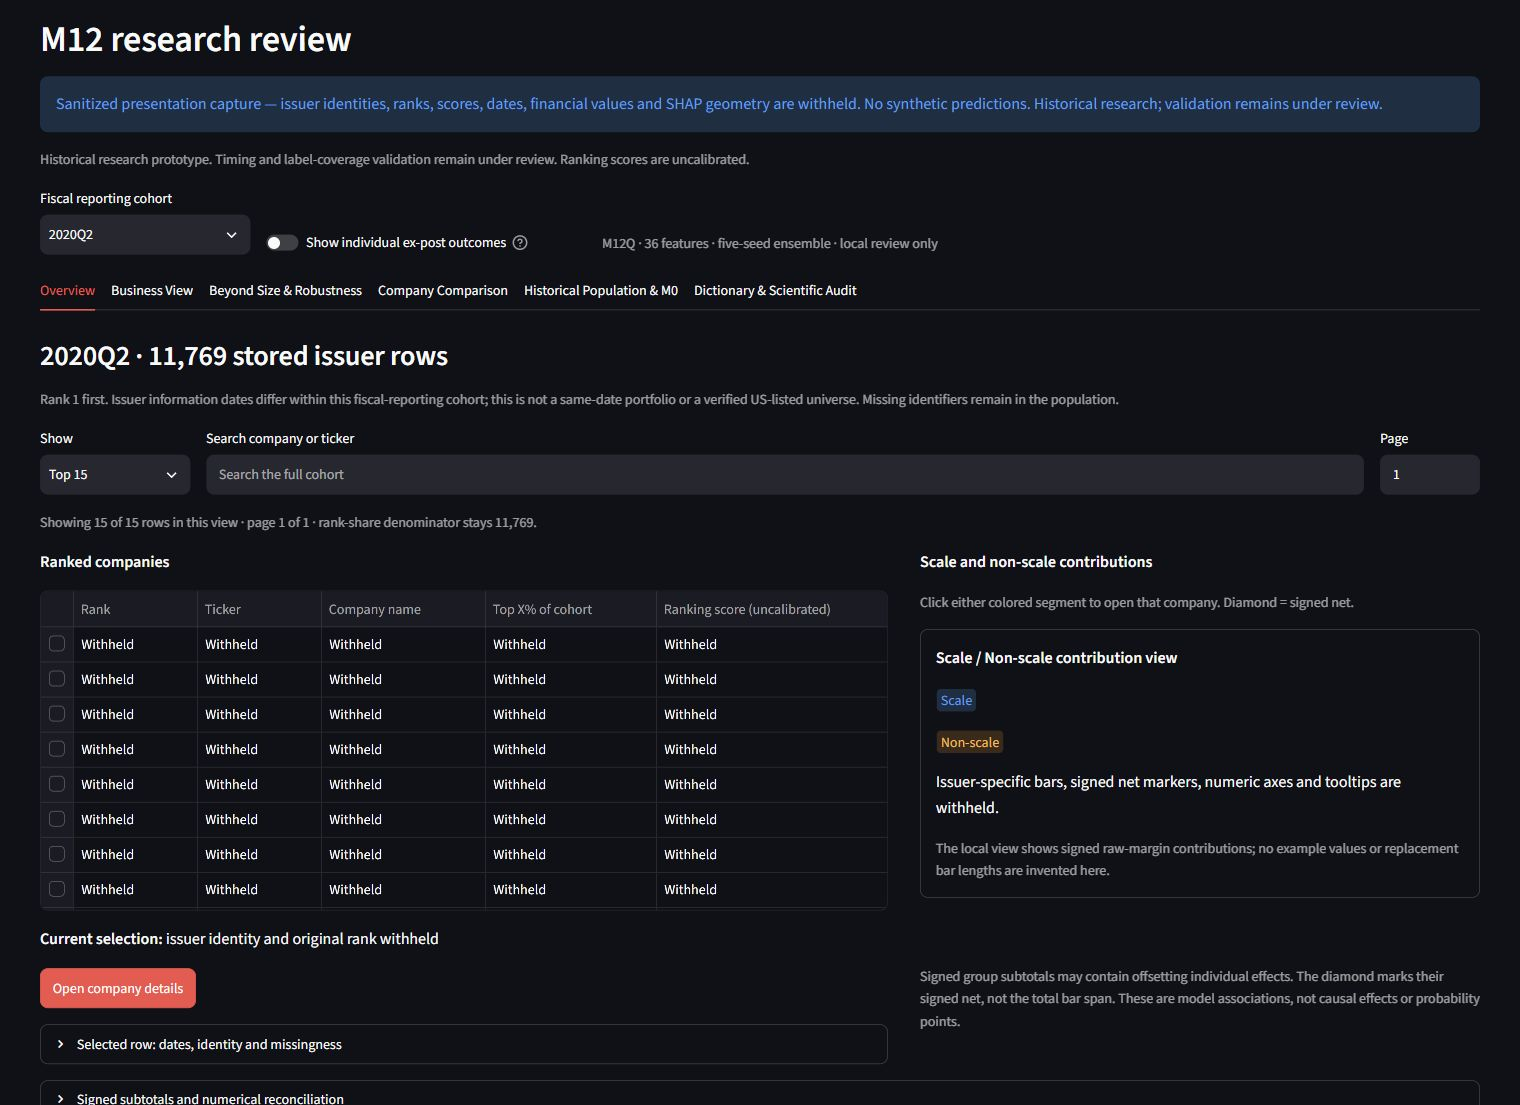 M12 research review
Sanitized presentation capture — issuer identities, ranks, scores, dates, financial values and SHAP geometry are withheld. No synthetic predictions. Historical research; validation remains under review.
Historical research prototype. Timing and label-coverage validation remain under review. Ranking scores are uncalibrated.
Fiscal reporting cohort
2020Q2
Show individual ex-post outcomes
M12Q · 36 features · five-seed ensemble · local review only
Overview Business View Beyond Size & Robustness Company Comparison Historical Population & M0 Dictionary & Scientific Audit
2020Q2 · 11,769 stored issuer rows
Rank 1 first. Issuer information dates differ within this fiscal-reporting cohort; this is not a same-date portfolio or a verified US-listed universe. Missing identifiers remain in the population.
Show Search company or ticker Page
Top 15 Search the full cohort 1
Showing 15 of 15 rows in this view · page 1 of 1 · rank-share denominator stays 11,769.
Ranked companies
Rank Ticker Company name Top X% of cohort Ranking score (uncalibrated)
Withheld Withheld Withheld Withheld Withheld
Withheld Withheld Withheld Withheld Withheld
Withheld Withheld Withheld Withheld Withheld
Withheld Withheld Withheld Withheld Withheld
Withheld Withheld Withheld Withheld Withheld
Withheld Withheld Withheld Withheld Withheld
Withheld Withheld Withheld Withheld Withheld
Withheld Withheld Withheld Withheld Withheld
Current selection: issuer identity and original rank withheld
Open company details
Selected row: dates, identity and missingness
Signed subtotals and numerical reconciliation
Scale and non-scale contributions
Click either colored segment to open that company. Diamond = signed net.
Scale / Non-scale contribution view
Scale
Non-scale
Issuer-specific bars, signed net markers, numeric axes and tooltips are
withheld.
The local view shows signed raw-margin contributions; no example values or replacement
bar lengths are invented here.
Signed group subtotals may contain offsetting individual effects. The diamond marks their
signed net, not the total bar span. These are model associations, not causal effects or probability
points.